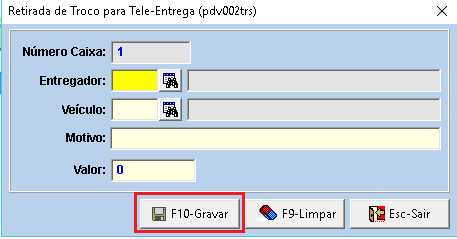 Retirada de Troco para Tele-Entrega (pdv002trs)
Número Caixa: 1
Entregador:
Veículo:
Motivo:
Valor: 0
F10-Gravar F9-Limpar Esc-Sair